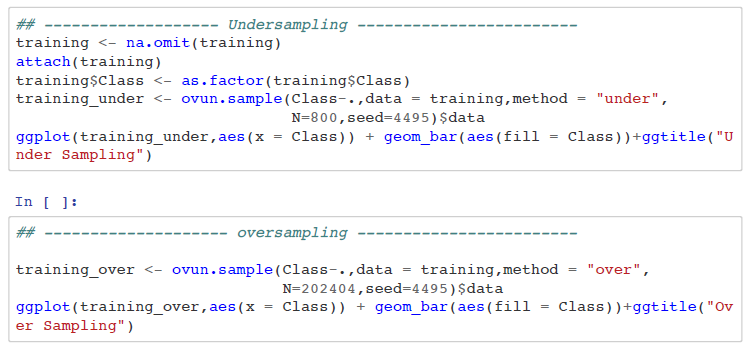 ## ------------------- Undersampling ------------------------
training <- na.omit(training)
attach(training)
training$Class <- as.factor(training$Class)
training_under <- ovun.sample(Class~.,data = training,method = "under",
N=800,seed=4495)$data
ggplot(training_under,aes(x = Class)) + geom_bar(aes(fill = Class))+ggtitle("U
nder Sampling")
In [ ]:
## -------------------- oversampling ------------------------
training_over <- ovun.sample(Class~.,data = training,method = "over",
N=202404,seed=4495)$data
ggplot(training_over,aes(x = Class)) + geom_bar(aes(fill = Class))+ggtitle("Ov
er Sampling")